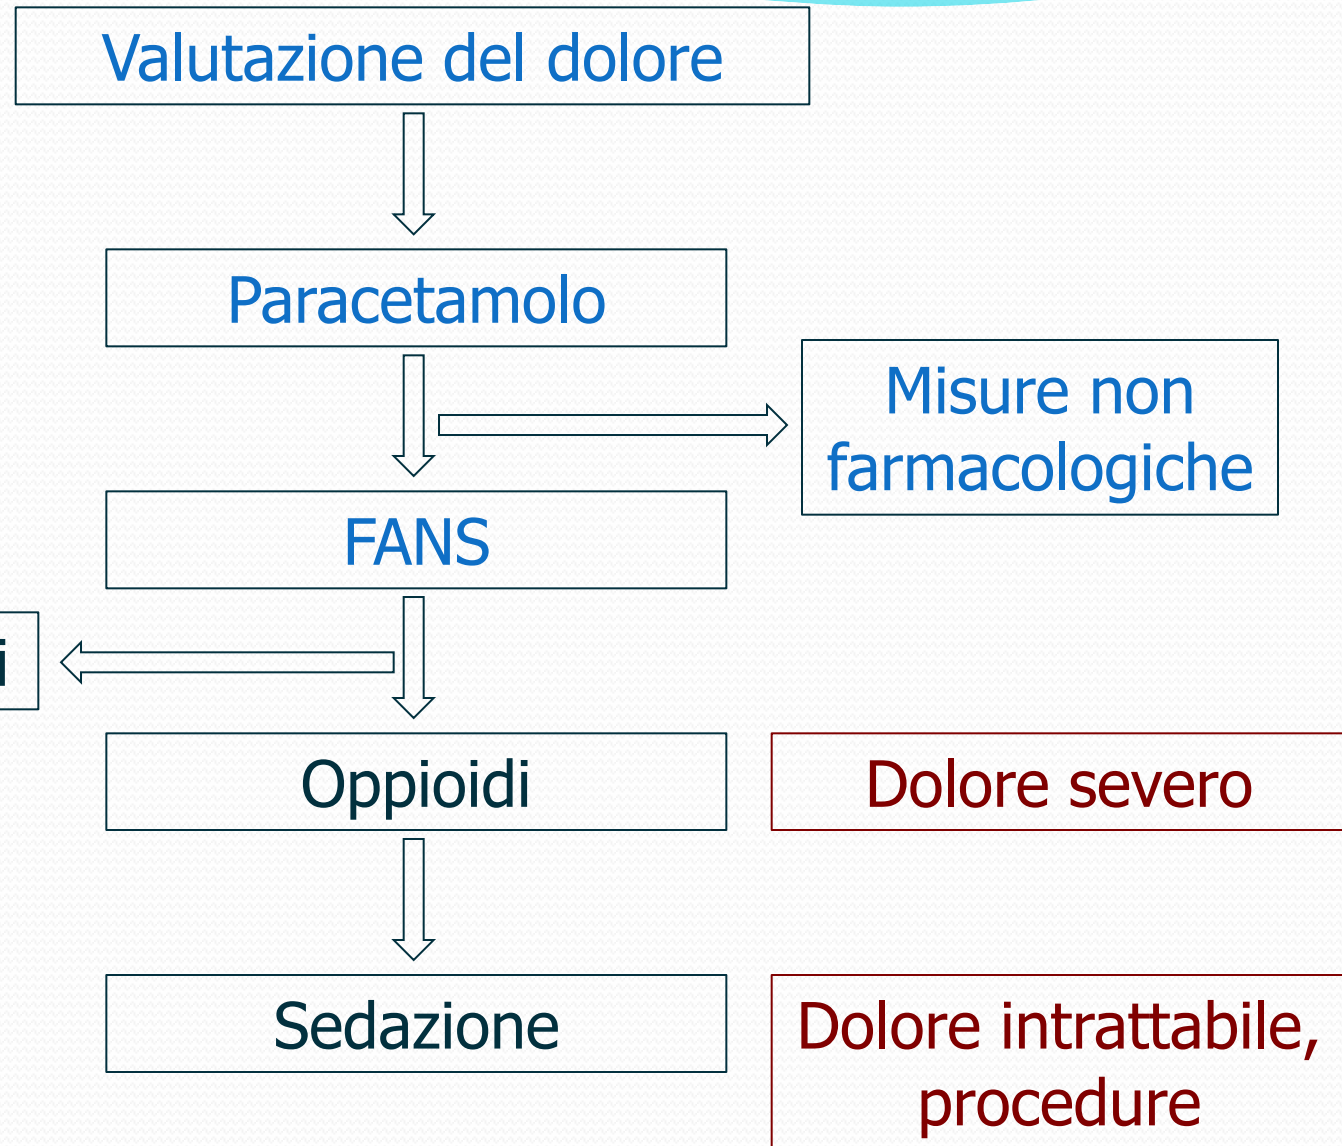 Valutazione del dolore
Paracetamolo
Misure non
farmacologiche
FANS
Oppioidi
Dolore severo
Sedazione
Dolore intrattabile,
procedure